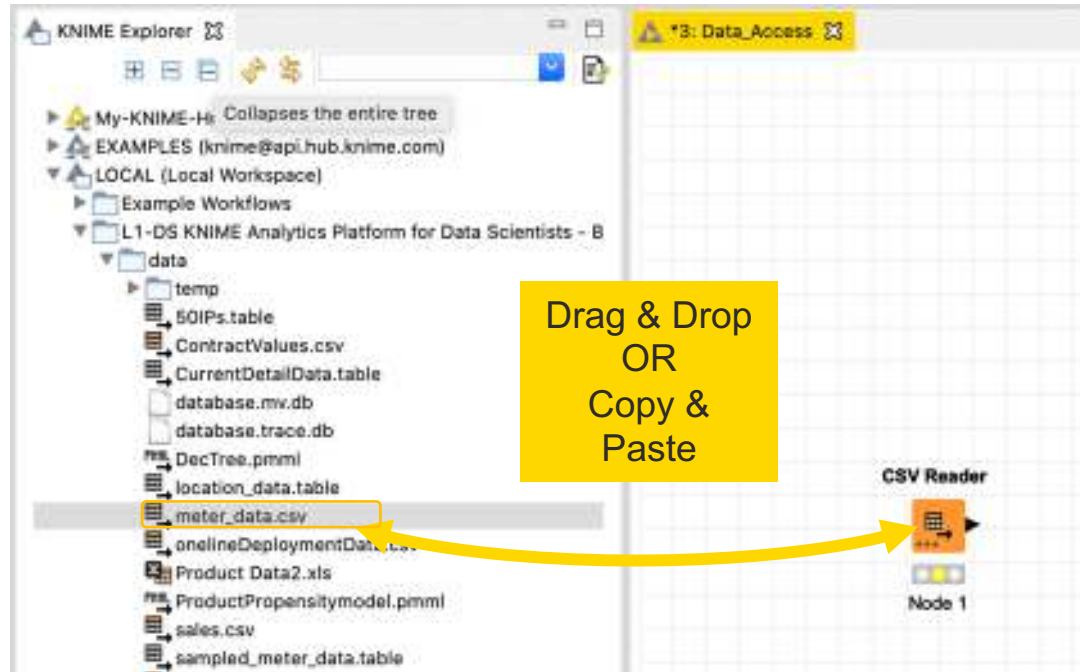 KNIME Explorer
*3: Data_Access
My-KNIME-H
Collapses the entire tree
EXAMPLES (knime@api.hub.knime.com)
LOCAL (Local Workspace)
Example Workflows
L1-DS KNIME Analytics Platform for Data Scientists - B
data
temp
50IPs.table
ContractValues.csv
CurrentDetailData.table
database.mv.db
database.trace.db
DecTree.pmml
location_data.table
meter_data.csv
onelineDeploymentData.csv
Product Data2.xls
ProductPropensitymodel.pmml
sales.csv
sampled_meter_data.table
Drag & Drop
OR
Copy &
Paste
CSV Reader
Node 1